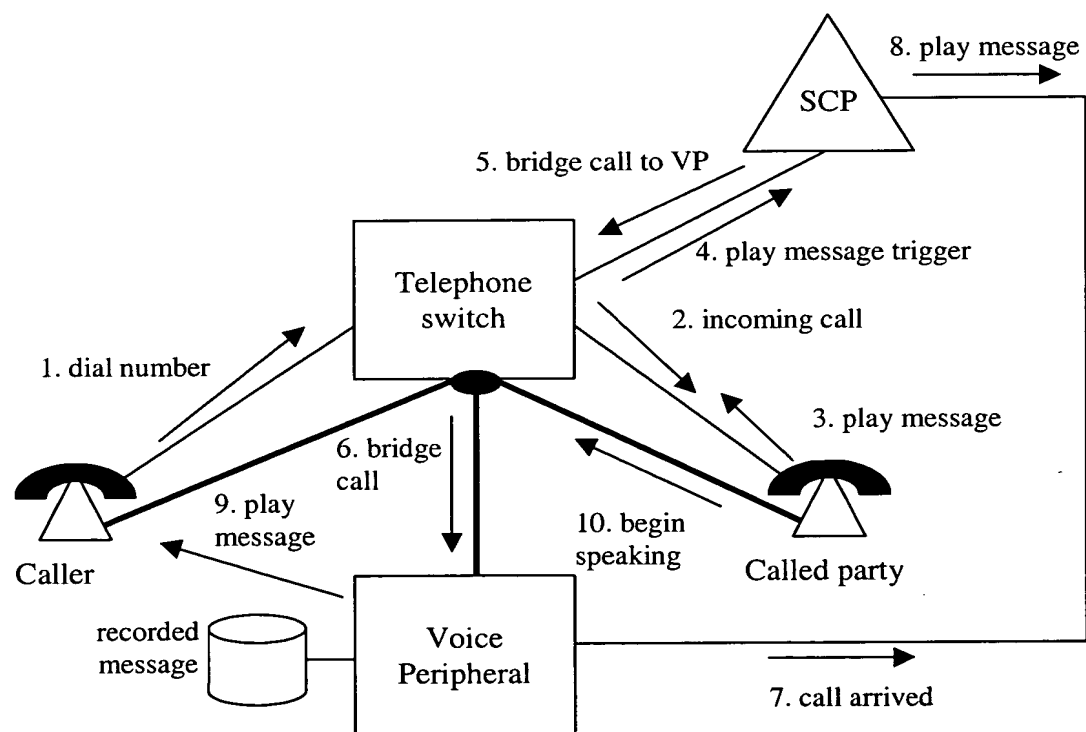 8. play message
SCP
5. bridge call to VP
4. play message trigger
Telephone
switch
2. incoming call
1. dial number
3. play message
6. bridge
call
9. play
message
10. begin
speaking
Caller
Called party
recorded
message
Voice
Peripheral
7. call arrived